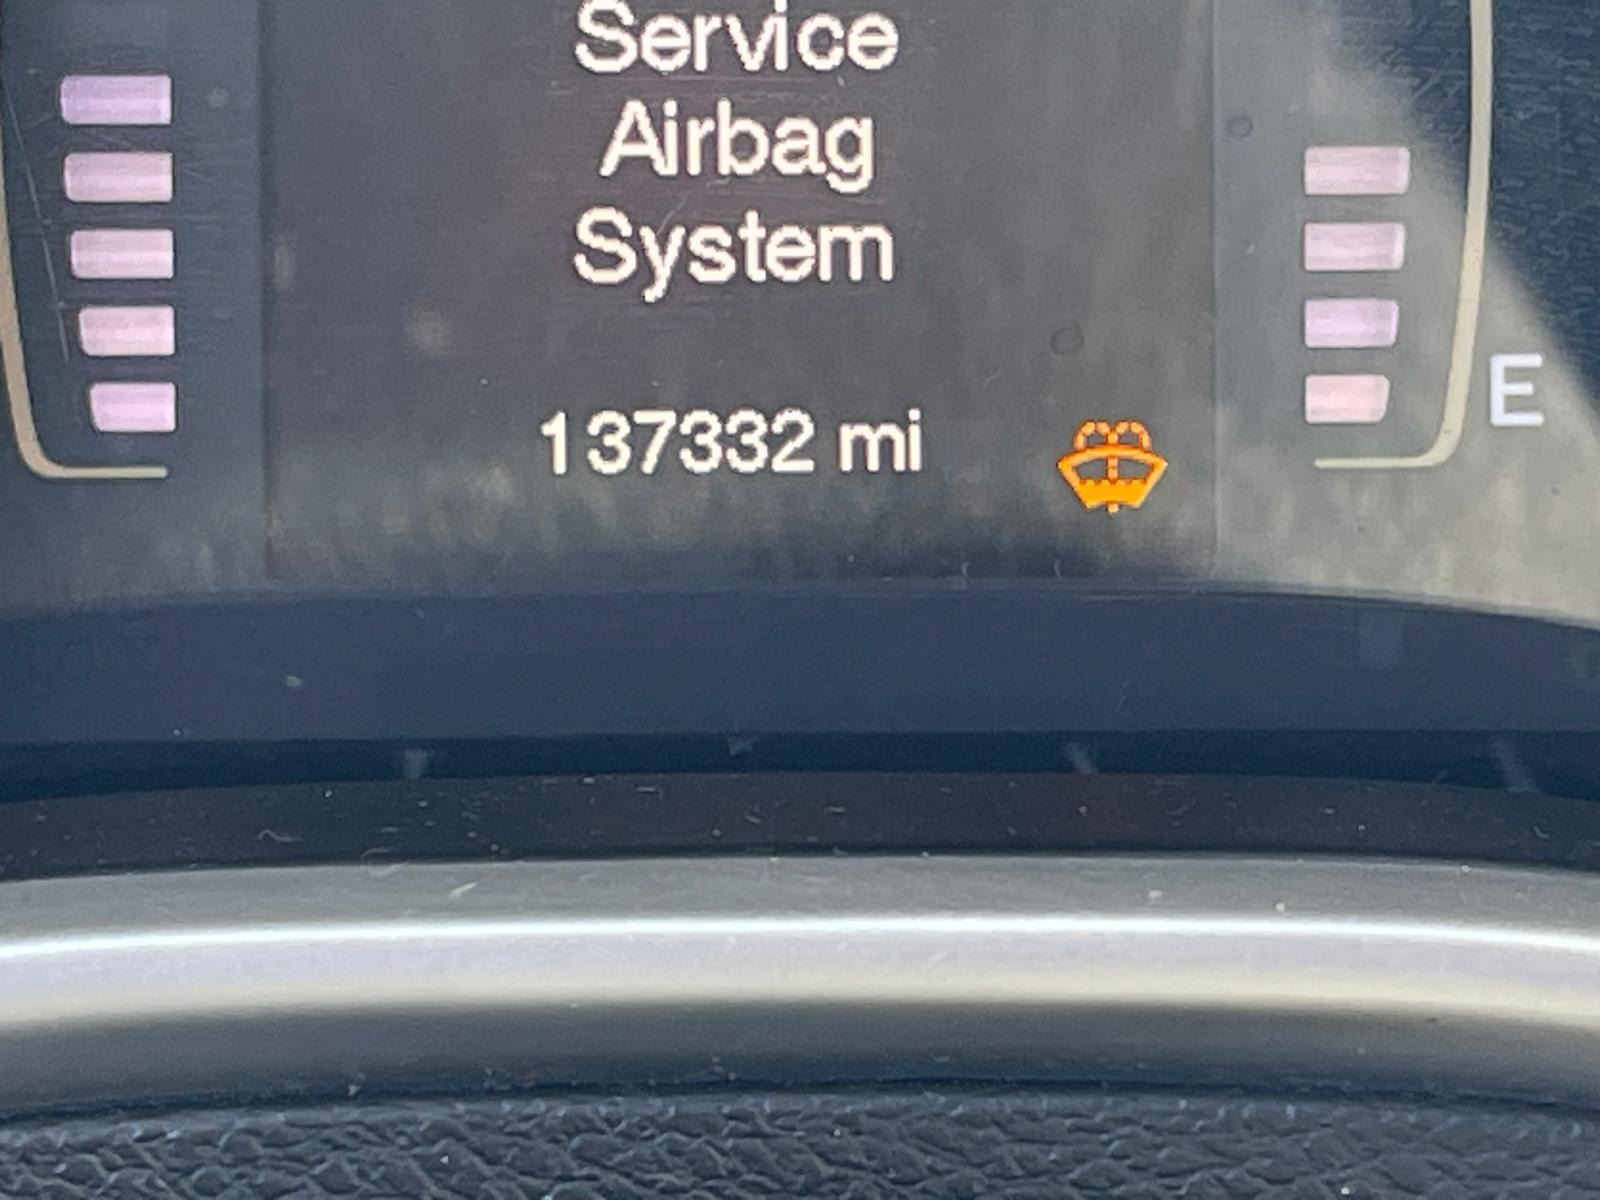 Service
Airbag
System
137332 mi
E